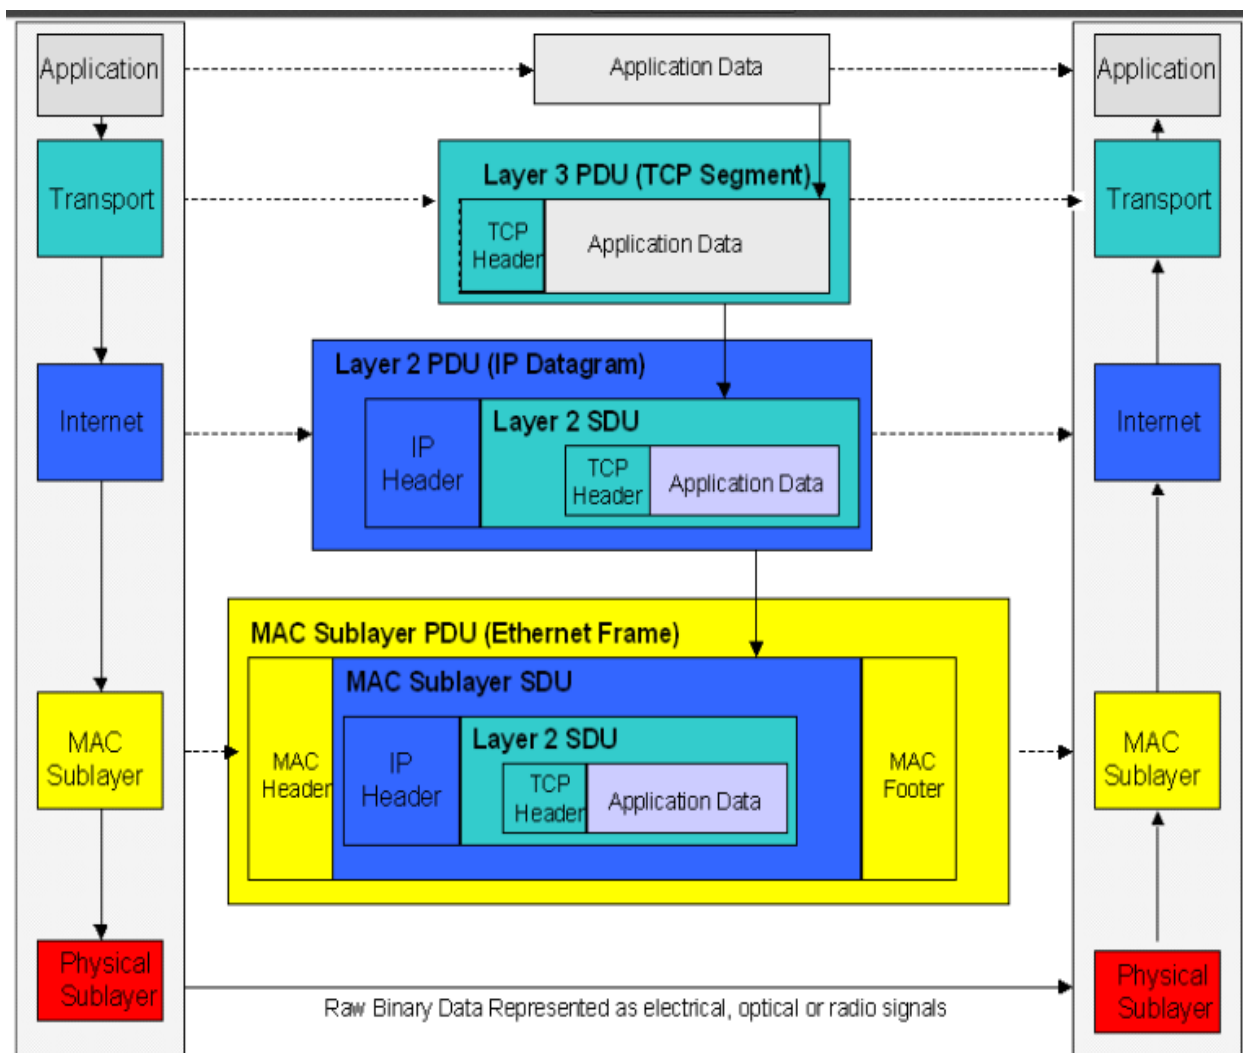 Application
Application Data
Application
Layer 3 PDU (TCP Segment)
Transport
TCP
Header
Application Data
Transport
Layer 2 PDU (IP Datagram)
Internet
IP
Header
Layer 2 SDU
TCP
Header
Application Data
Internet
MAC Sublayer PDU (Ethernet Frame)
MAC
Sublayer
MAC
Header
MAC Sublayer SDU
IP
Header
Layer 2 SDU
TCP
Header
Application Data
MAC
Footer
MAC
Sublayer
Physical
Sublayer
Raw Binary Data Represented as electrical, optical or radio signals
Physical
Sublayer